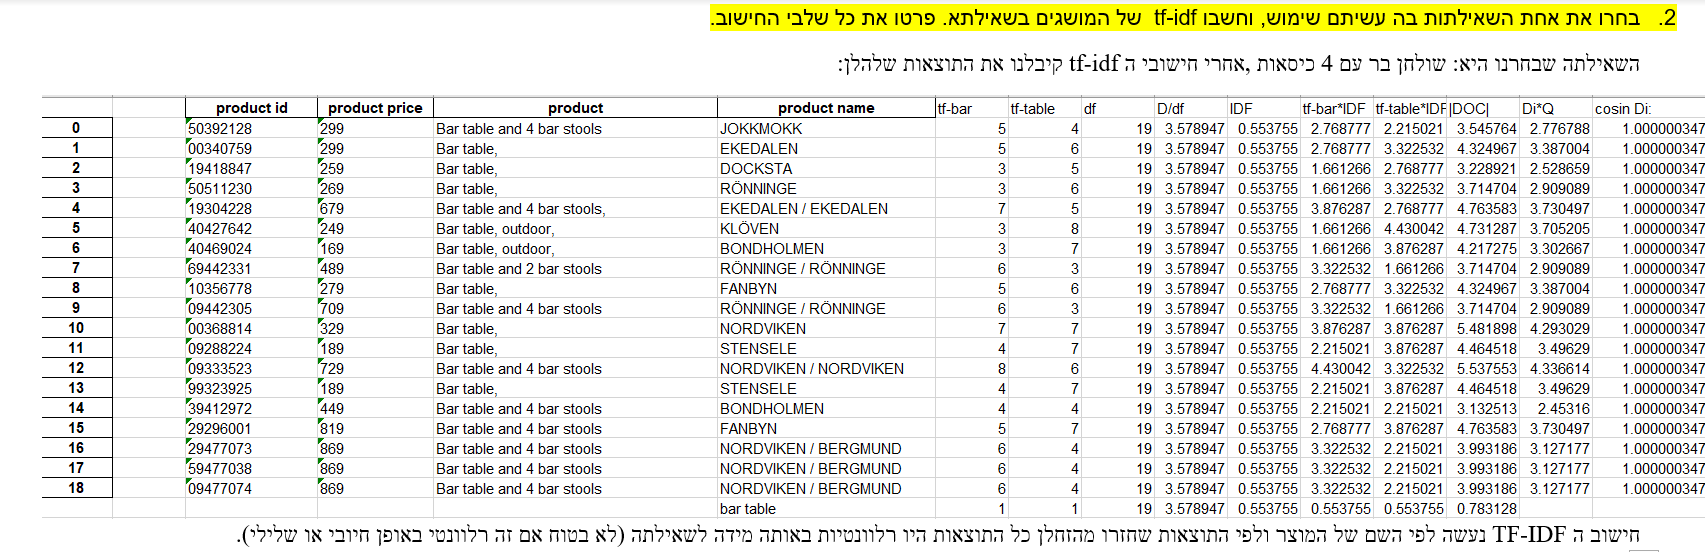 2. בחרו את אחת השאילתות בה עשיתם שימוש, וחשבו tf-idf של המושגים בשאילתא. פרטו את כל שלבי החישוב.
השאילתה שבחרנו היא: שולחן בר עם 4 כיסאות ,אחרי חישובי ה tf-idf קיבלנו את התוצאות שלהלן:
product id product price product product name tf-bar tf-table df D/df IDF tf-bar*IDF tf-table*IDF |DOC| Di*Q cosin Di:
0 50392128 299 Bar table and 4 bar stools JOKKMOKK 5 4 19 3.578947 0.553755 2.768777 2.215021 3.545764 2.776788 1.000000347
1 00340759 299 Bar table, EKEDALEN 5 6 19 3.578947 0.553755 2.768777 3.322532 4.324967 3.387004 1.000000347
2 19418847 259 Bar table, DOCKSTA 3 5 19 3.578947 0.553755 1.661266 2.768777 3.228921 2.528659 1.000000347
3 50511230 269 Bar table, RÖNNINGE 3 6 19 3.578947 0.553755 1.661266 3.322532 3.714704 2.909089 1.000000347
4 19304228 679 Bar table and 4 bar stools, EKEDALEN / EKEDALEN 7 5 19 3.578947 0.553755 3.876287 2.768777 4.763583 3.730497 1.000000347
5 40427642 249 Bar table, outdoor, KLÖVEN 3 8 19 3.578947 0.553755 1.661266 4.430042 4.731287 3.705205 1.000000347
6 40469024 169 Bar table, outdoor, BONDHOLMEN 3 7 19 3.578947 0.553755 1.661266 3.876287 4.217275 3.302667 1.000000347
7 69442331 489 Bar table and 2 bar stools RÖNNINGE / RÖNNINGE 6 3 19 3.578947 0.553755 3.322532 1.661266 3.714704 2.909089 1.000000347
8 10356778 279 Bar table, FANBYN 5 6 19 3.578947 0.553755 2.768777 3.322532 4.324967 3.387004 1.000000347
9 09442305 709 Bar table and 4 bar stools RÖNNINGE / RÖNNINGE 6 3 19 3.578947 0.553755 3.322532 1.661266 3.714704 2.909089 1.000000347
10 00368814 329 Bar table, NORDVIKEN 7 7 19 3.578947 0.553755 3.876287 3.876287 5.481898 4.293029 1.000000347
11 09288224 189 Bar table, STENSELE 4 7 19 3.578947 0.553755 2.215021 3.876287 4.464518 3.49629 1.000000347
12 09333523 729 Bar table and 4 bar stools NORDVIKEN / NORDVIKEN 8 6 19 3.578947 0.553755 4.430042 3.322532 5.537553 4.336614 1.000000347
13 99323925 189 Bar table, STENSELE 4 7 19 3.578947 0.553755 2.215021 3.876287 4.464518 3.49629 1.000000347
14 39412972 449 Bar table and 4 bar stools BONDHOLMEN 4 4 19 3.578947 0.553755 2.215021 2.215021 3.132513 2.45316 1.000000347
15 29296001 819 Bar table and 4 bar stools FANBYN 5 7 19 3.578947 0.553755 2.768777 3.876287 4.763583 3.730497 1.000000347
16 29477073 869 Bar table and 4 bar stools NORDVIKEN / BERGMUND 6 4 19 3.578947 0.553755 3.322532 2.215021 3.993186 3.127177 1.000000347
17 59477038 869 Bar table and 4 bar stools NORDVIKEN / BERGMUND 6 4 19 3.578947 0.553755 3.322532 2.215021 3.993186 3.127177 1.000000347
18 09477074 869 Bar table and 4 bar stools NORDVIKEN / BERGMUND 6 4 19 3.578947 0.553755 3.322532 2.215021 3.993186 3.127177 1.000000347
bar table 1 1 19 3.578947 0.553755 0.553755 0.553755 0.783128
חישוב ה TF-IDF נעשה לפי השם של המוצר ולפי התוצאות שחזרו מהזחלן כל התוצאות היו רלוונטיות באותה מידה לשאילתה (לא בטוח אם זה רלוונטי באופן חיובי או שלילי).